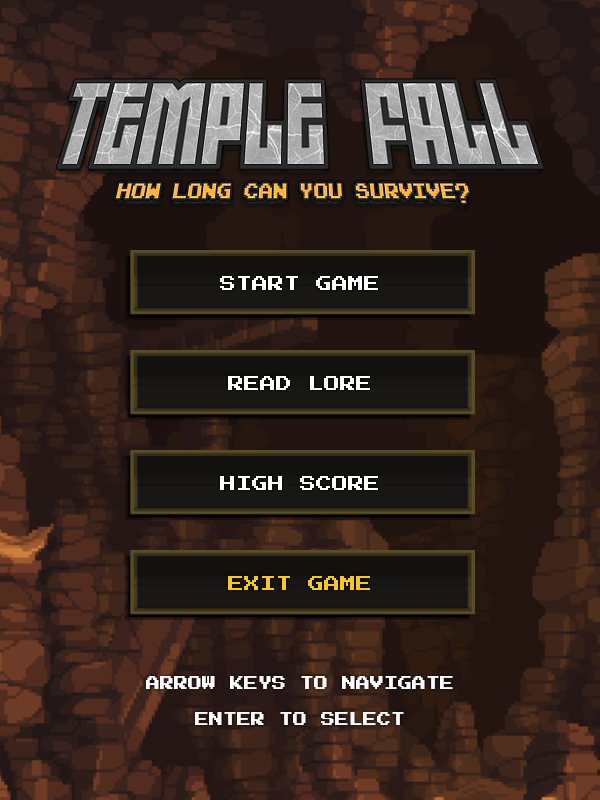 TEMPLE FALL
HOW LONG CAN YOU SURVIVE?
START GAME
READ LORE
HIGH SCORE
EXIT GAME
ARROW KEYS TO NAVIGATE
ENTER TO SELECT